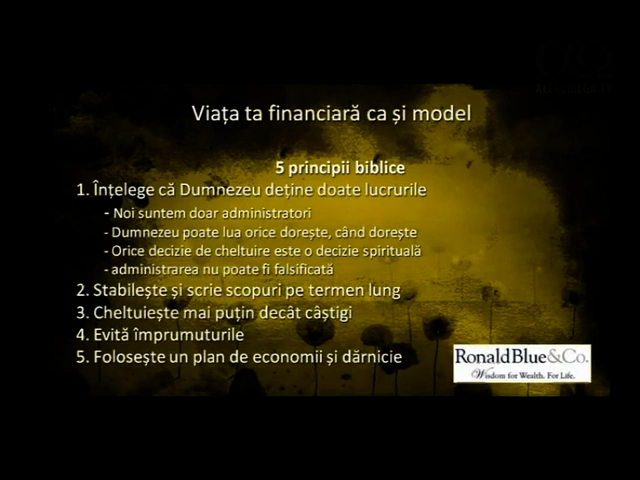 Viața ta financiară ca și model
5 principii biblice
1. Înțelege că Dumnezeu deține doate lucrurile
- Noi suntem doar administratori
- Dumnezeu poate lua orice dorește, când dorește
- Orice decizie de cheltuire este o decizie spirituală
- administrarea nu poate fi falsificată
2. Stabilește și scrie scopuri pe termen lung
3. Cheltuiește mai puțin decât câștigi
4. Evită împrumuturile
5. Folosește un plan de economii și dărnicie
RonaldBlue&Co.
Wisdom for Wealth. For Life.